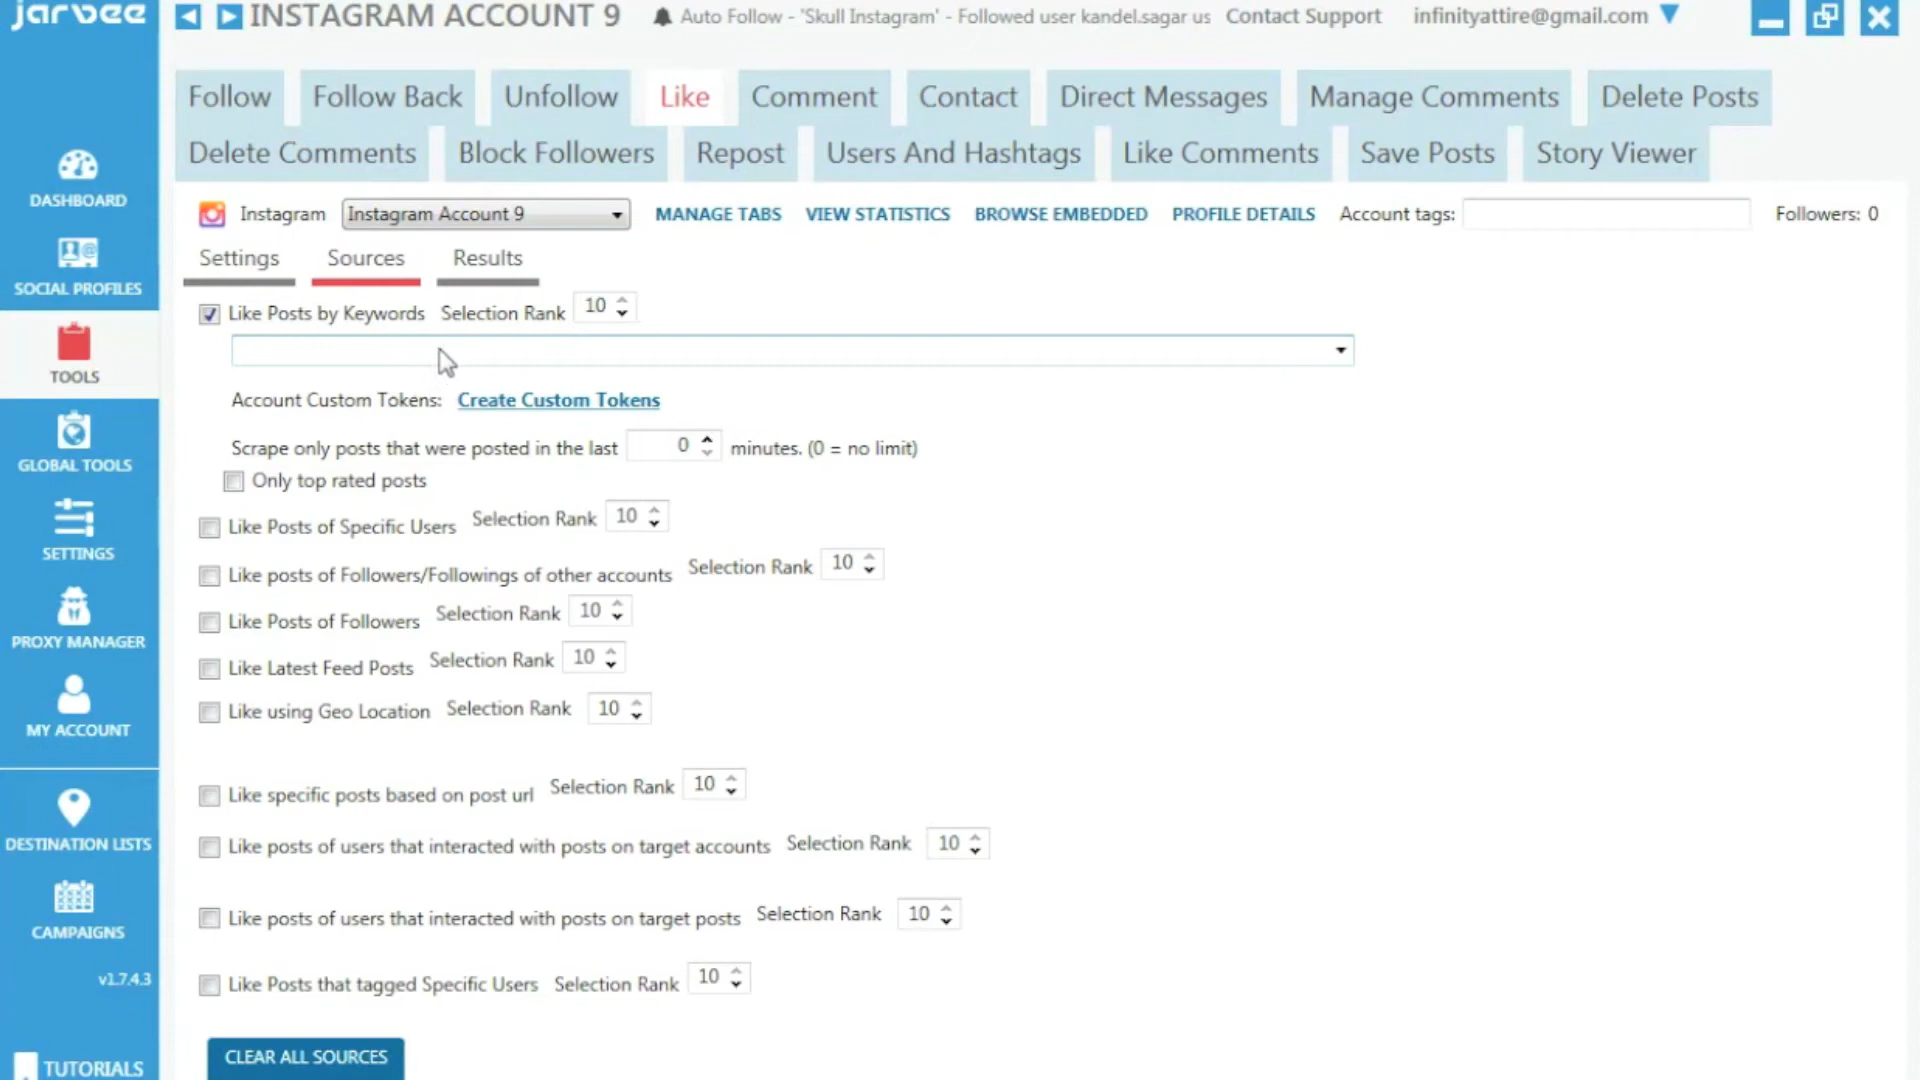 jarvee
INSTAGRAM ACCOUNT 9
Auto Follow - 'Skull Instagram' - Followed user kandel.sagar us
Contact Support
infinityattire@gmail.com
Follow
Follow Back
Unfollow
Like
Comment
Contact
Direct Messages
Manage Comments
Delete Posts
Delete Comments
Block Followers
Repost
Users And Hashtags
Like Comments
Save Posts
Story Viewer
DASHBOARD
SOCIAL PROFILES
TOOLS
GLOBAL TOOLS
SETTINGS
PROXY MANAGER
MY ACCOUNT
DESTINATION LISTS
CAMPAIGNS
v1.7.4.3
TUTORIALS
Instagram
Instagram Account 9
MANAGE TABS
VIEW STATISTICS
BROWSE EMBEDDED
PROFILE DETAILS
Account tags:
Followers: 0
Settings
Sources
Results
Like Posts by Keywords Selection Rank 10
Account Custom Tokens: Create Custom Tokens
Scrape only posts that were posted in the last 0 minutes. (0 = no limit)
Only top rated posts
Like Posts of Specific Users Selection Rank 10
Like posts of Followers/Followings of other accounts Selection Rank 10
Like Posts of Followers Selection Rank 10
Like Latest Feed Posts Selection Rank 10
Like using Geo Location Selection Rank 10
Like specific posts based on post url Selection Rank 10
Like posts of users that interacted with posts on target accounts Selection Rank 10
Like posts of users that interacted with posts on target posts Selection Rank 10
Like Posts that tagged Specific Users Selection Rank 10
CLEAR ALL SOURCES